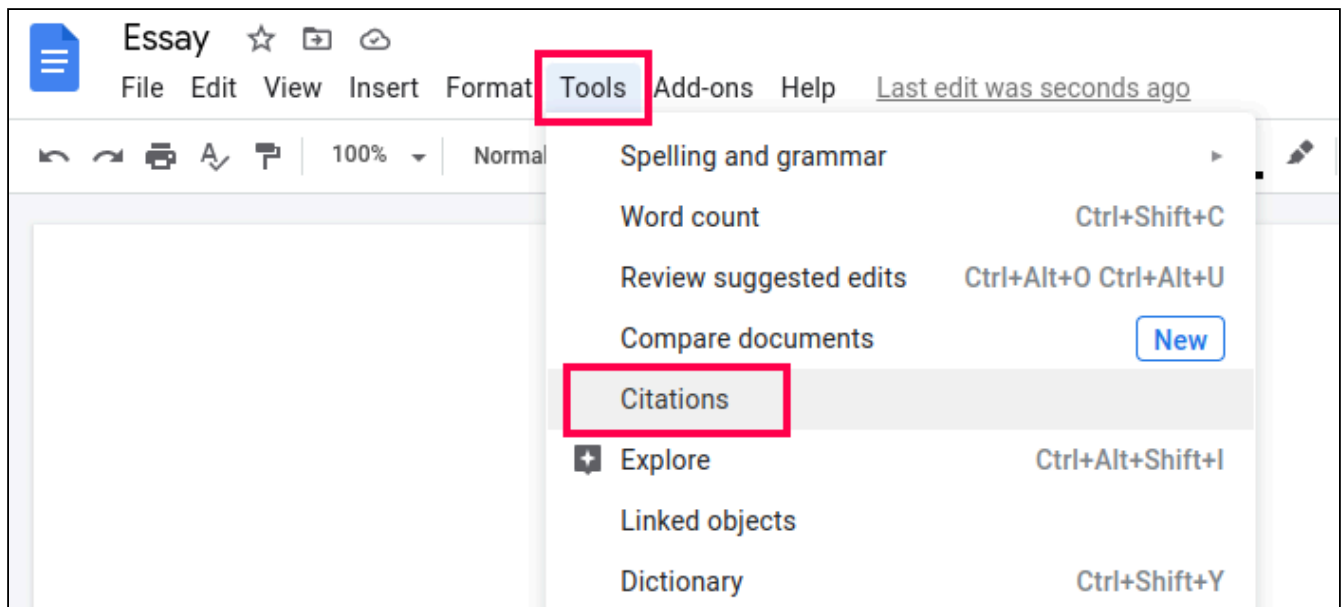 Essay
File Edit View Insert Format Tools Add-ons Help Last edit was seconds ago
100% Normal
Spelling and grammar
Word count Ctrl+Shift+C
Review suggested edits Ctrl+Alt+O Ctrl+Alt+U
Compare documents New
Citations
Explore Ctrl+Alt+Shift+I
Linked objects
Dictionary Ctrl+Shift+Y